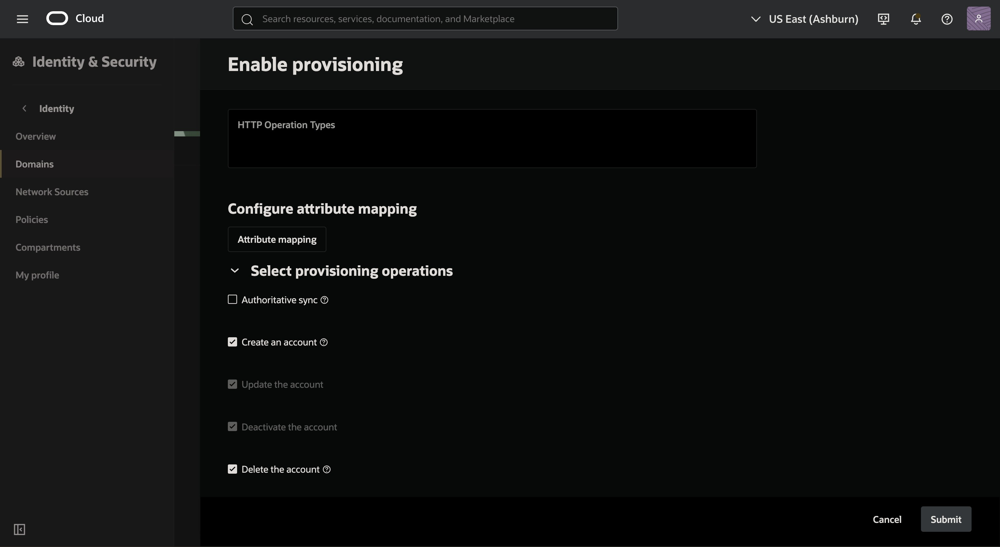 Cloud
Search resources, services, documentation, and Marketplace
US East (Ashburn)
Identity & Security
Identity
Overview
Domains
Network Sources
Policies
Compartments
My profile
Enable provisioning
HTTP Operation Types
Configure attribute mapping
Attribute mapping
Select provisioning operations
Authoritative sync
Create an account
Update the account
Deactivate the account
Delete the account
Cancel
Submit